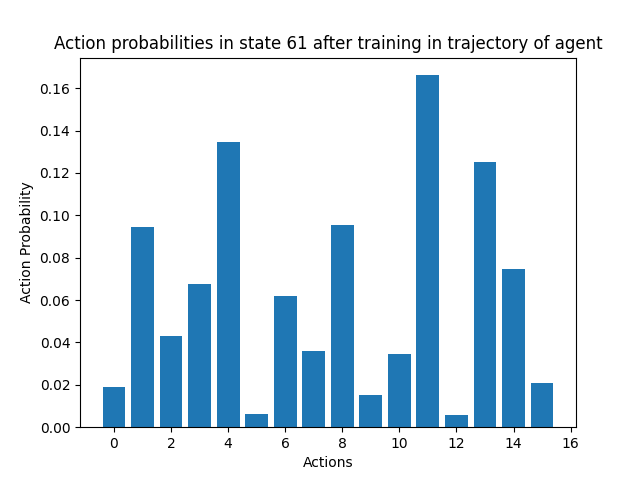 Action probabilities in state 61 after training in trajectory of agent
0.16
0.14
0.12
0.10
0.08
0.06
0.04
0.02
0.00
Action Probability
0 2 4 6 8 10 12 14 16
Actions